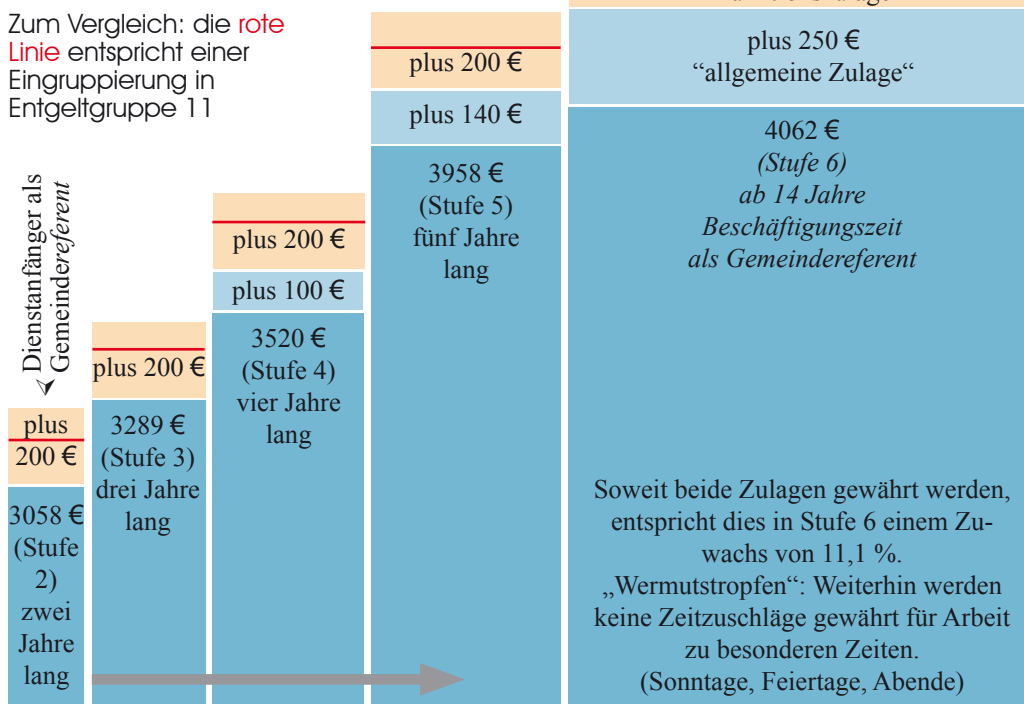 Zum Vergleich: die rote
Linie entspricht einer
Eingruppierung in
Entgeltgruppe 11
Dienstanfänger als
Gemeindereferent
plus
200 €
3058 €
(Stufe
2)
zwei
Jahre
lang
plus 200 €
3289 €
(Stufe 3)
drei Jahre
lang
plus 200 €
plus 100 €
3520 €
(Stufe 4)
vier Jahre
lang
plus 200 €
plus 140 €
3958 €
(Stufe 5)
fünf Jahre
lang
plus 250 €
“allgemeine Zulage“
4062 €
(Stufe 6)
ab 14 Jahre
Beschäftigungszeit
als Gemeindereferent
Soweit beide Zulagen gewährt werden,
entspricht dies in Stufe 6 einem Zu-
wachs von 11,1 %.
„Wermutstropfen“: Weiterhin werden
keine Zeitzuschläge gewährt für Arbeit
zu besonderen Zeiten.
(Sonntage, Feiertage, Abende)